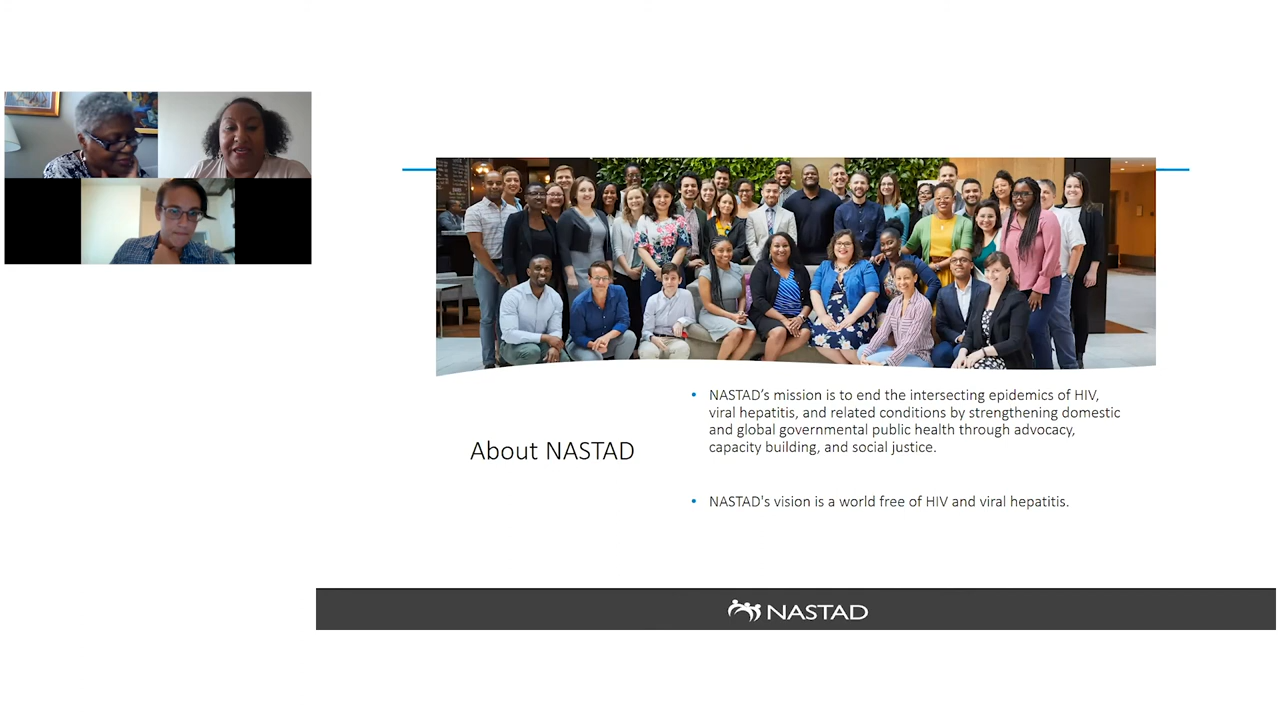 About NASTAD
• NASTAD’s mission is to end the intersecting epidemics of HIV,
viral hepatitis, and related conditions by strengthening domestic
and global governmental public health through advocacy,
capacity building, and social justice.
• NASTAD's vision is a world free of HIV and viral hepatitis.
NASTAD